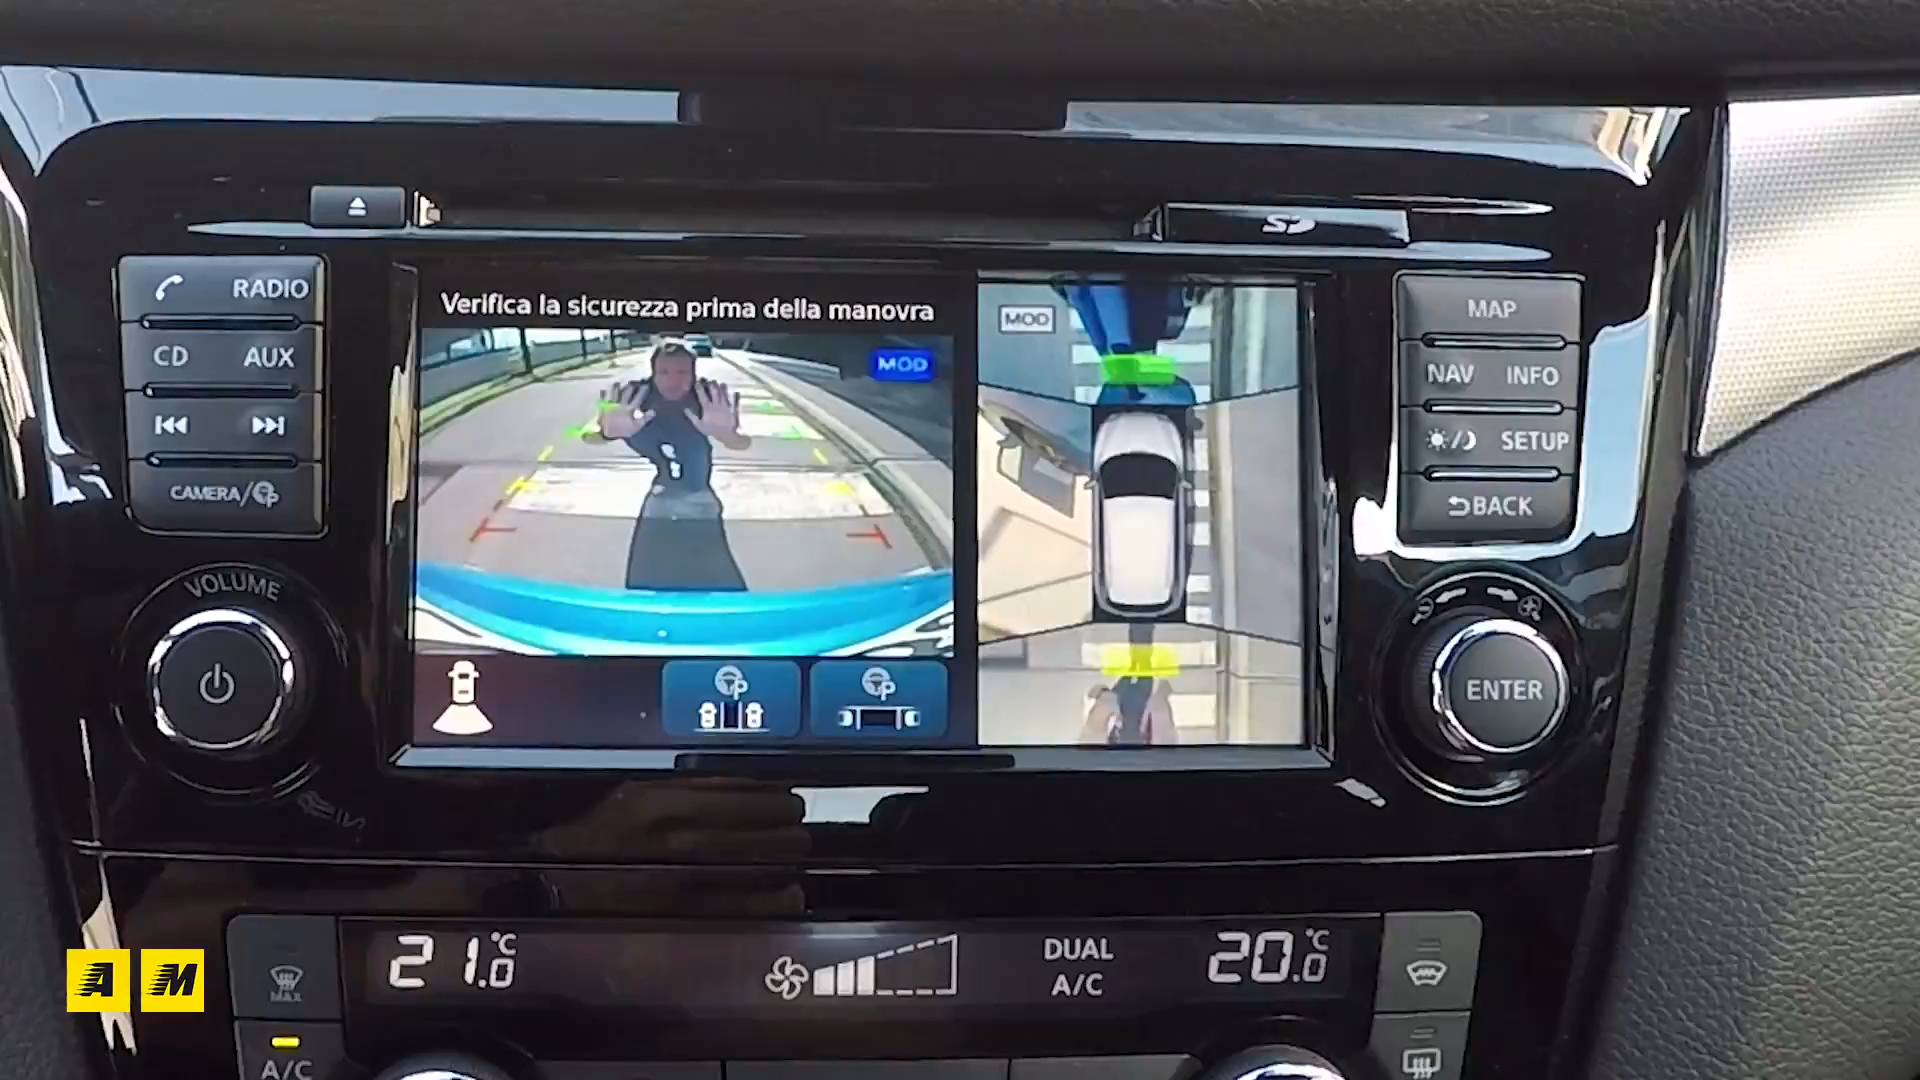 SD
RADIO
CD AUX
CAMERA/P
VOLUME
Verifica la sicurezza prima della manovra
MOD
MOD
P
P
MAP
NAV INFO
SETUP
BACK
ENTER
21.0 °C
DUAL
A/C
20.0 °C
MAX
A/C
A M